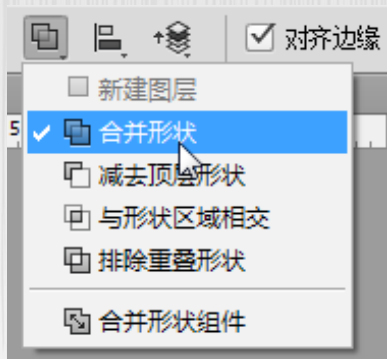 对齐边缘
新建图层
5
合并形状
减去顶层形状
与形状区域相交
排除重叠形状
合并形状组件